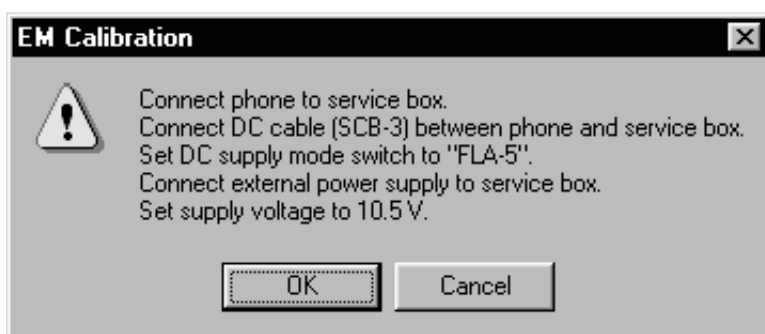 EM Calibration
Connect phone to service box.
Connect DC cable (SCB-3) between phone and service box.
Set DC supply mode switch to "FLA-5".
Connect external power supply to service box.
Set supply voltage to 10.5 V.
OK
Cancel